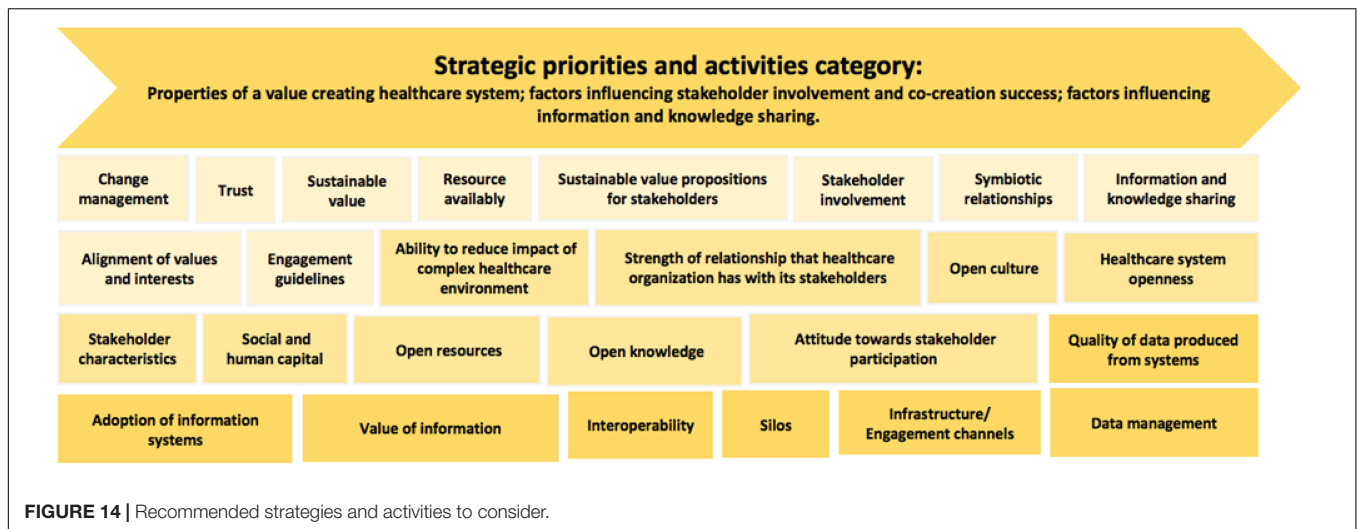 Strategic priorities and activities category:
Properties of a value creating healthcare system; factors influencing stakeholder involvement and co-creation success; factors influencing
information and knowledge sharing.
Change
management
Trust
Sustainable
value
Resource
availably
Sustainable value propositions
for stakeholders
Stakeholder
involvement
Symbiotic
relationships
Information and
knowledge sharing
Alignment of values
and interests
Engagement
guidelines
Ability to reduce impact of
complex healthcare
environment
Strength of relationship that healthcare
organization has with its stakeholders
Open culture
Healthcare system
openness
Stakeholder
characteristics
Social and
human capital
Open resources
Open knowledge
Attitude towards stakeholder
participation
Quality of data produced
from systems
Adoption of information
systems
Value of information
Interoperability
Silos
Infrastructure/
Engagement channels
Data management
FIGURE 14 | Recommended strategies and activities to consider.